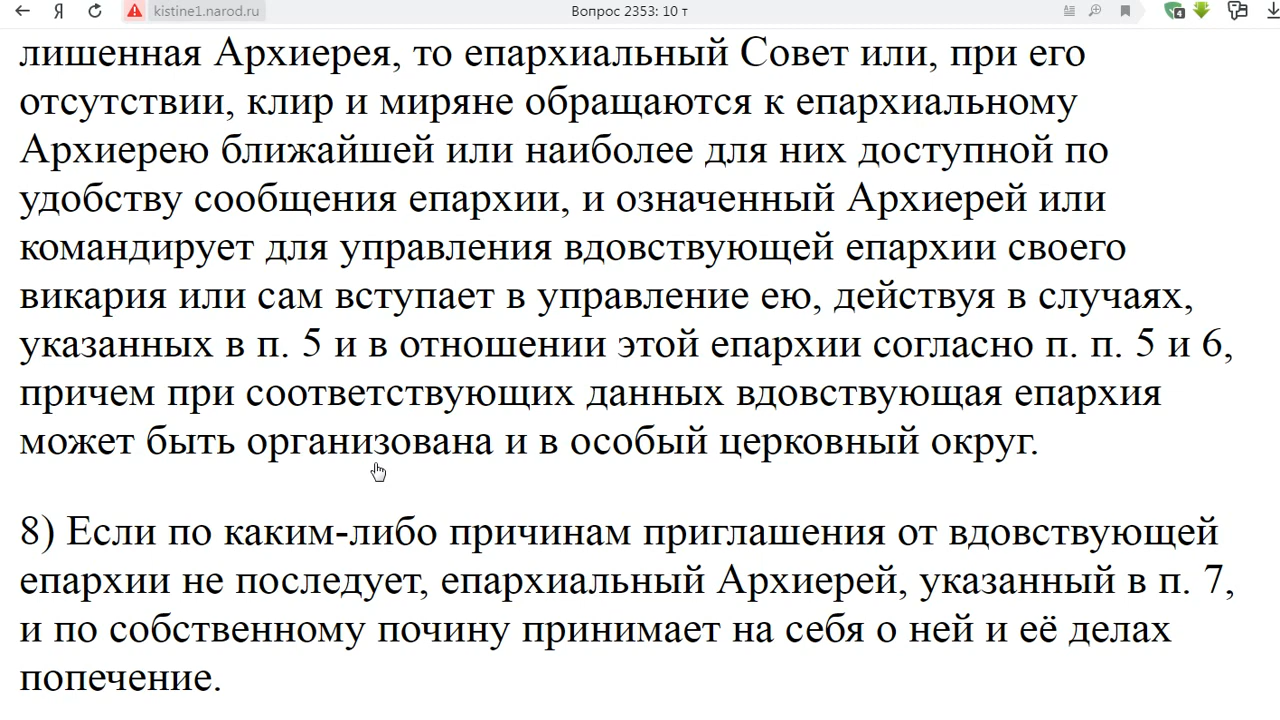 Я
kistine1.narod.ru
Вопрос 2353: 10 т
4
лишенная Архиерея, то епархиальный Совет или, при его
отсутствии, клир и миряне обращаются к епархиальному
Архиерею ближайшей или наиболее для них доступной по
удобству сообщения епархии, и означенный Архиерей или
командирует для управления вдовствующей епархии своего
викария или сам вступает в управление ею, действуя в случаях,
указанных в п. 5 и в отношении этой епархии согласно п. п. 5 и 6,
причем при соответствующих данных вдовствующая епархия
может быть организована и в особый церковный округ.
8) Если по каким-либо причинам приглашения от вдовствующей
епархии не последует, епархиальный Архиерей, указанный в п. 7,
и по собственному почину принимает на себя о ней и её делах
попечение.